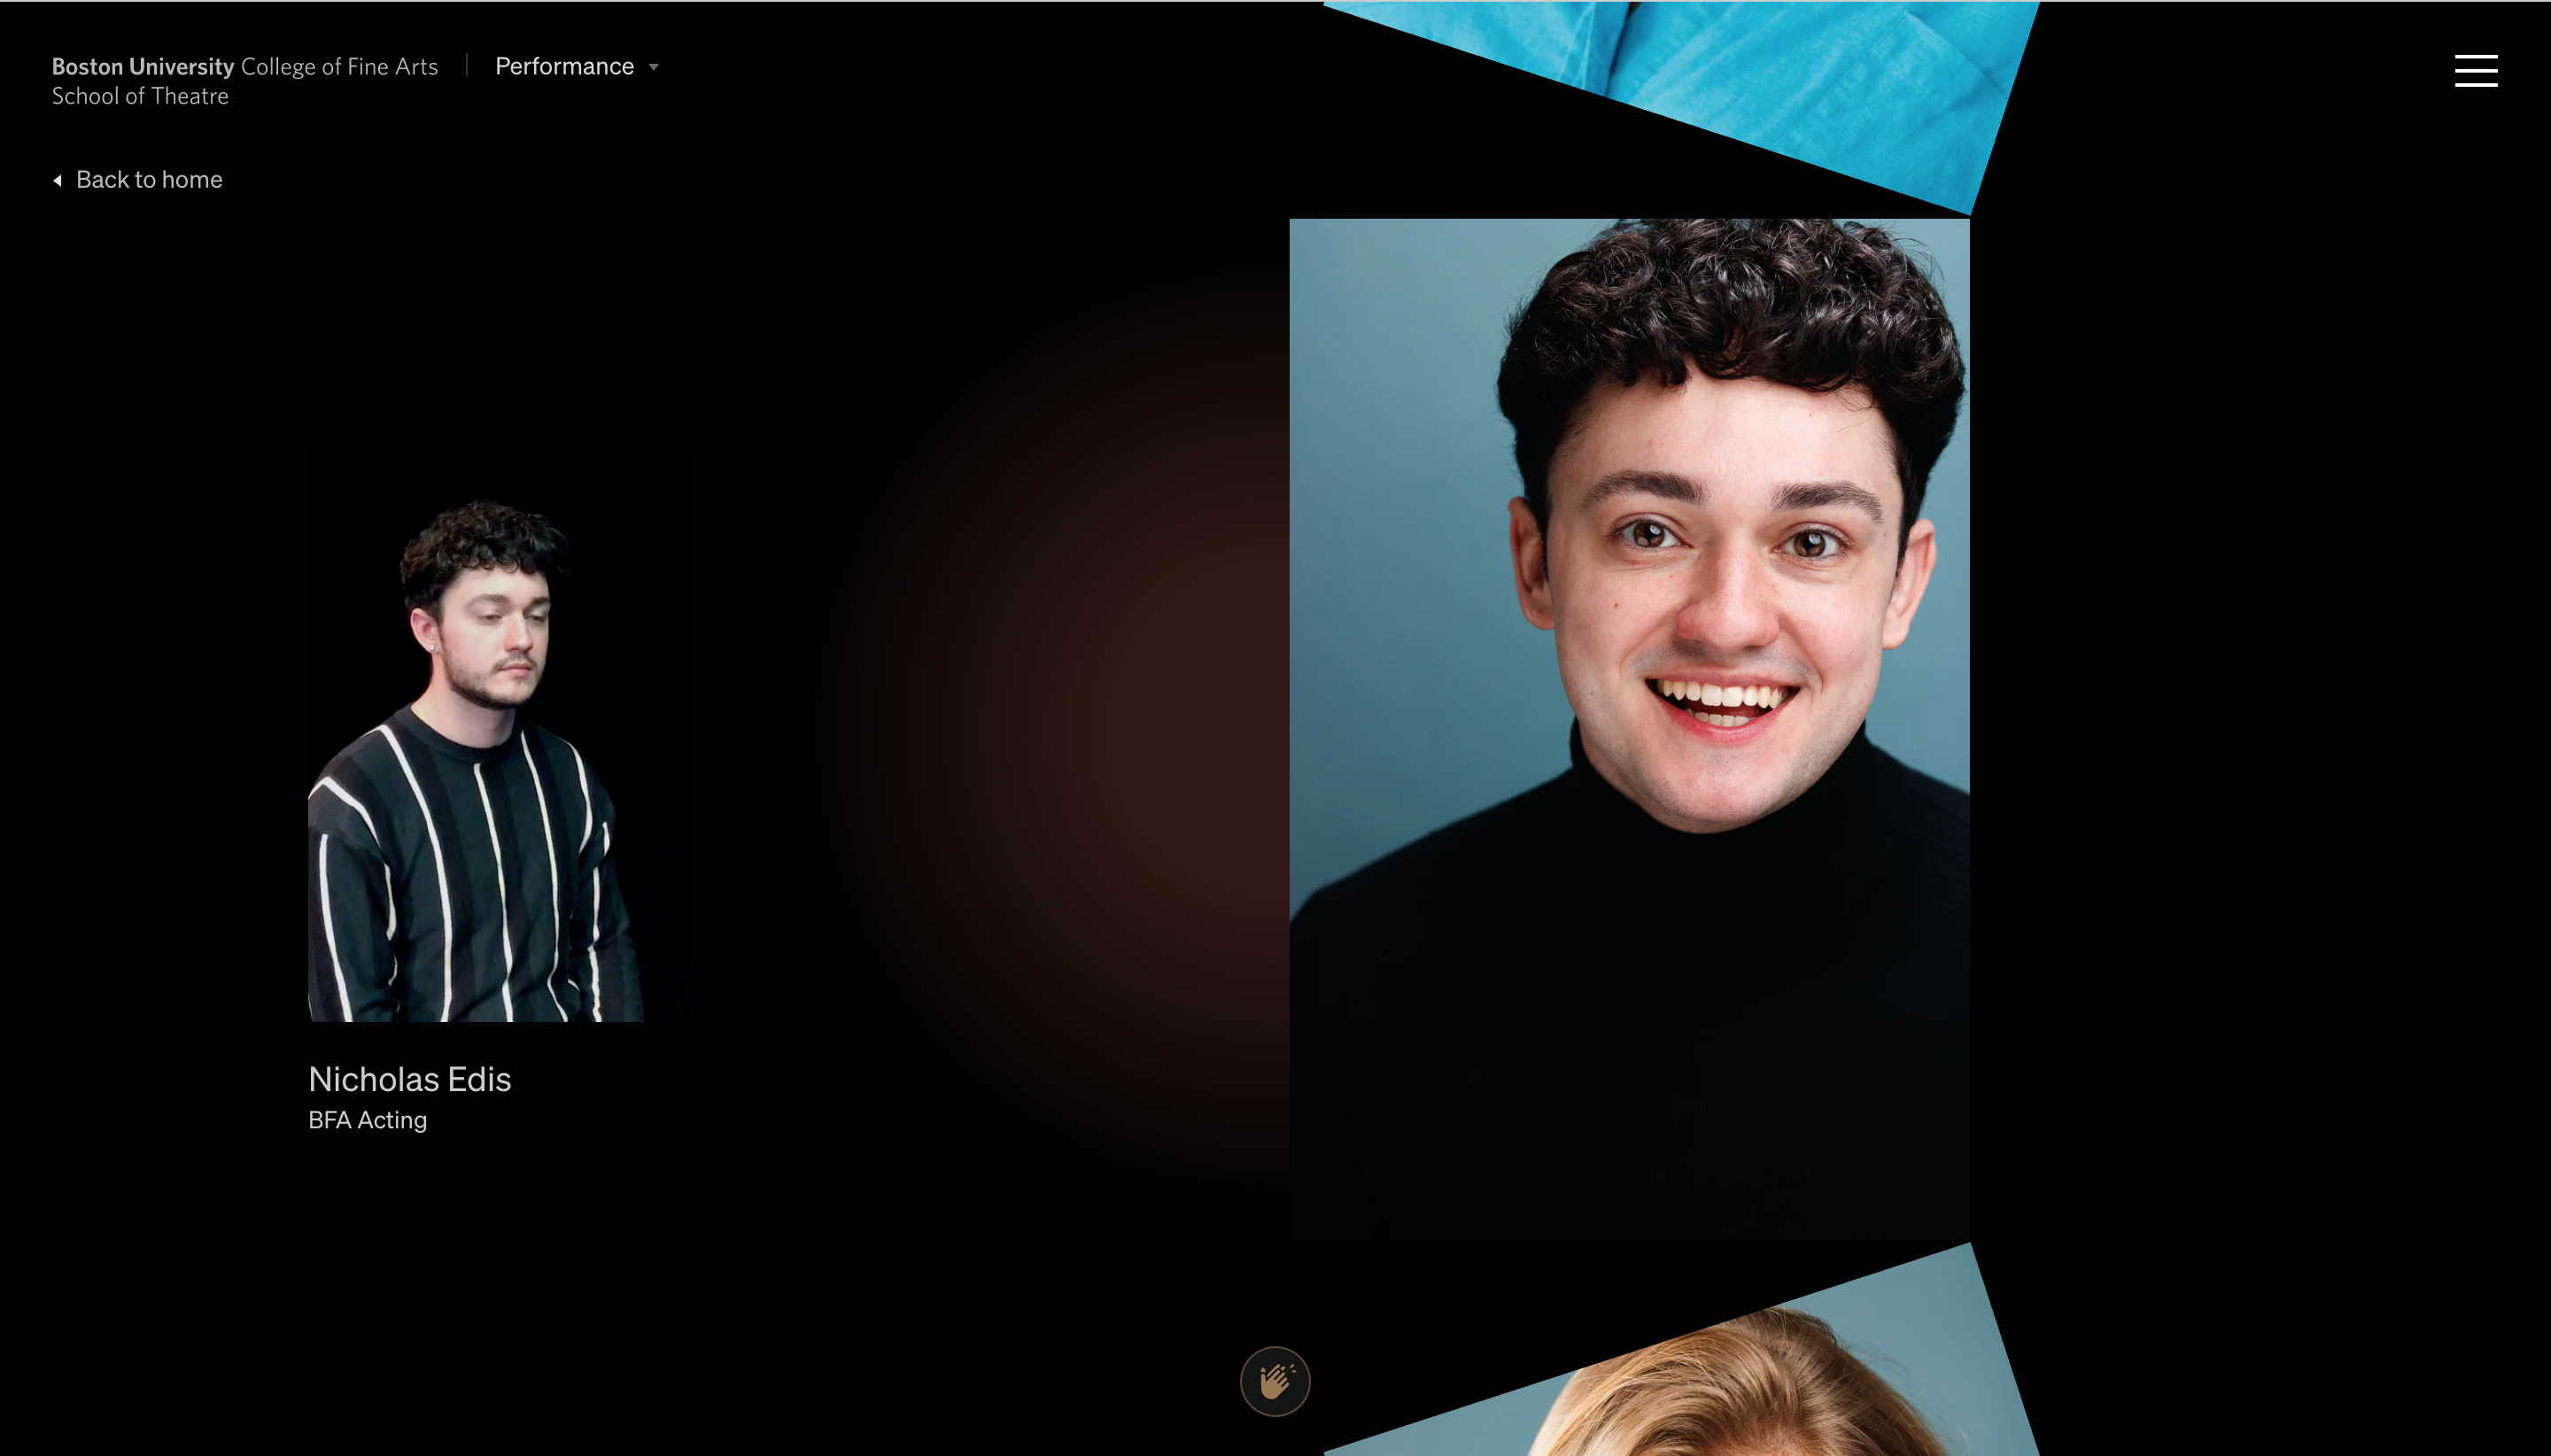 Boston University College of Fine Arts
School of Theatre
Performance
Back to home
Nicholas Edis
BFA Acting